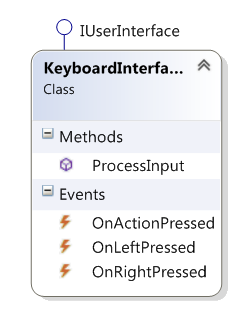 IUserInterface
KeyboardInterfa...
Class
Methods
ProcessInput
Events
OnActionPressed
OnLeftPressed
OnRightPressed